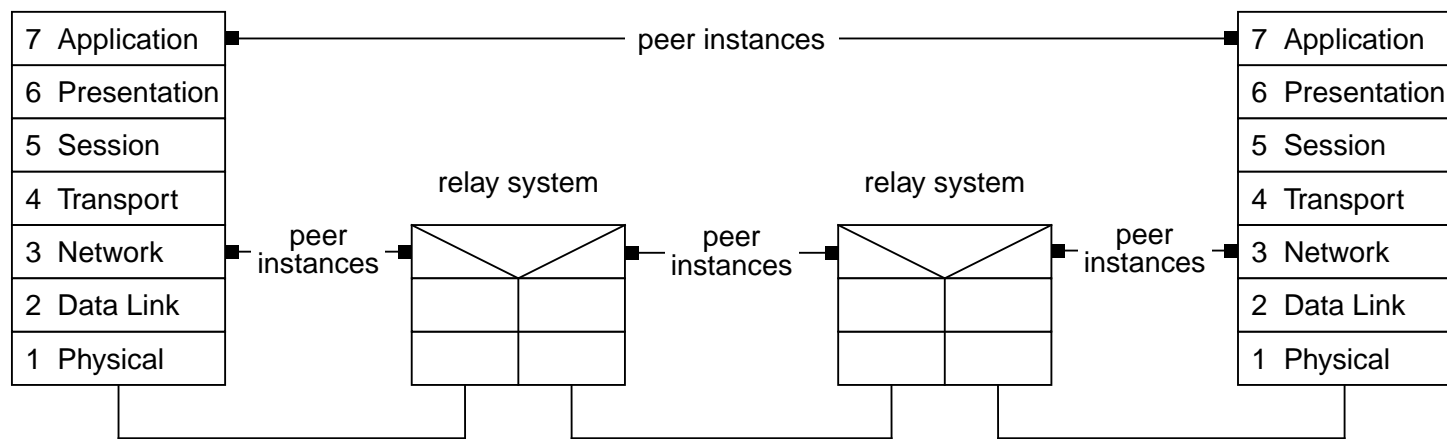 7 Application
6 Presentation
5 Session
4 Transport
3 Network
2 Data Link
1 Physical
peer instances
relay system
relay system
peer
instances
peer
instances
peer
instances
7 Application
6 Presentation
5 Session
4 Transport
3 Network
2 Data Link
1 Physical